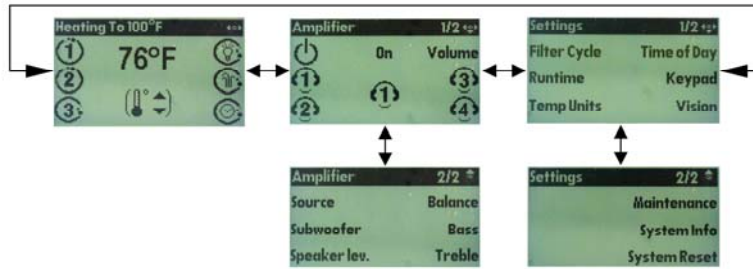 Heating To 100°F
1
76°F
2
3
Amplifier 1/2
On Volume
1 3
1
2 4
Settings 1/2
Filter Cycle Time of Day
Runtime Keypad
Temp Units Vision
Amplifier 2/2
Source Balance
Subwoofer Bass
Speaker lev. Treble
Settings 2/2
Maintenance
System Info
System Reset